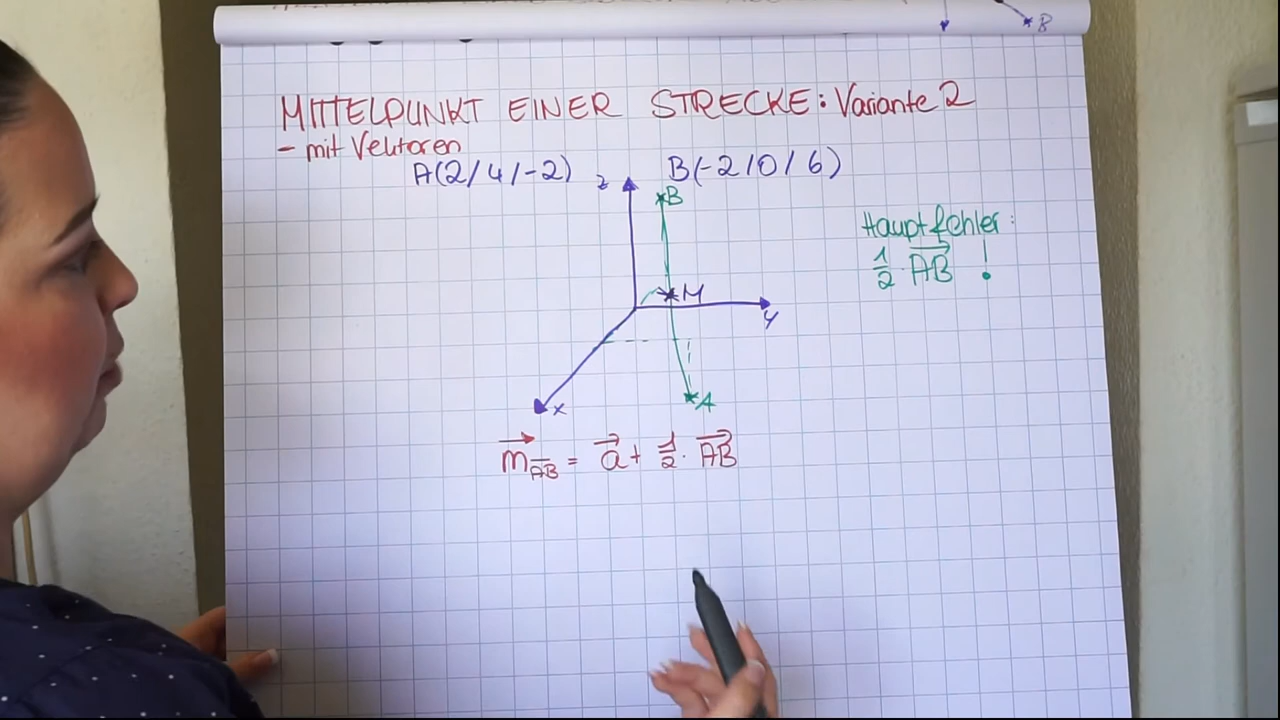 B
MITTELPUNKT EINER STRECKE: Variante 2
- mit Vektoren
A(2/4/-2) B(-2/0/6)
z
B
Hauptfehler:
1/2 · AB !
M
y
A
x
m AB = a + 1/2 · AB